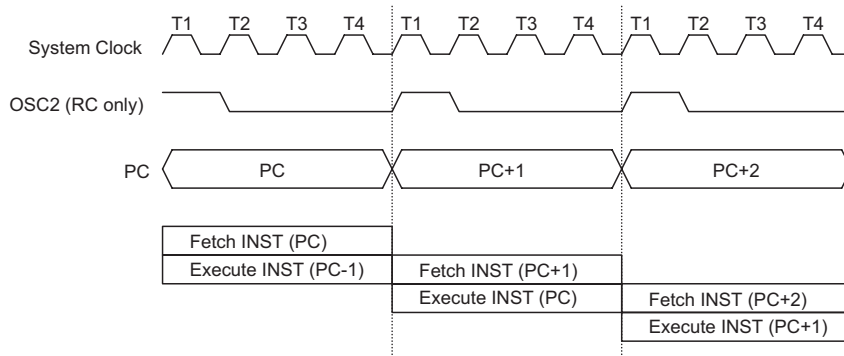 T1 T2 T3 T4 T1 T2 T3 T4 T1 T2 T3 T4
System Clock
OSC2 (RC only)
PC PC PC+1 PC+2
Fetch INST (PC)
Execute INST (PC-1) Fetch INST (PC+1)
Execute INST (PC) Fetch INST (PC+2)
Execute INST (PC+1)